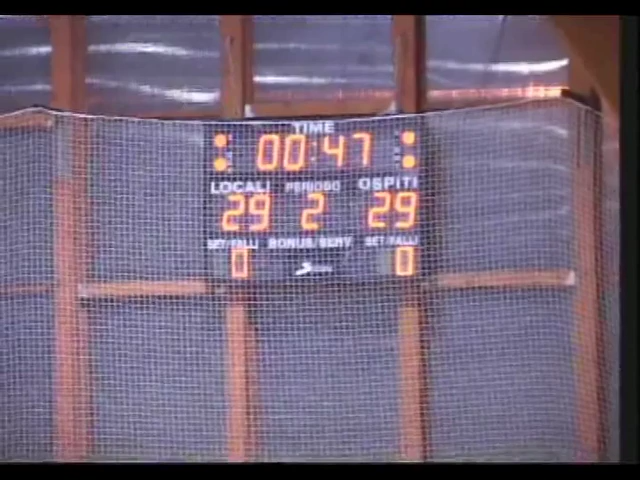 TIME
00:47
LOCALI PERIODO OSPITI
29 2 29
SET/FALLI BONUS/SERV SET/FALLI
0 0